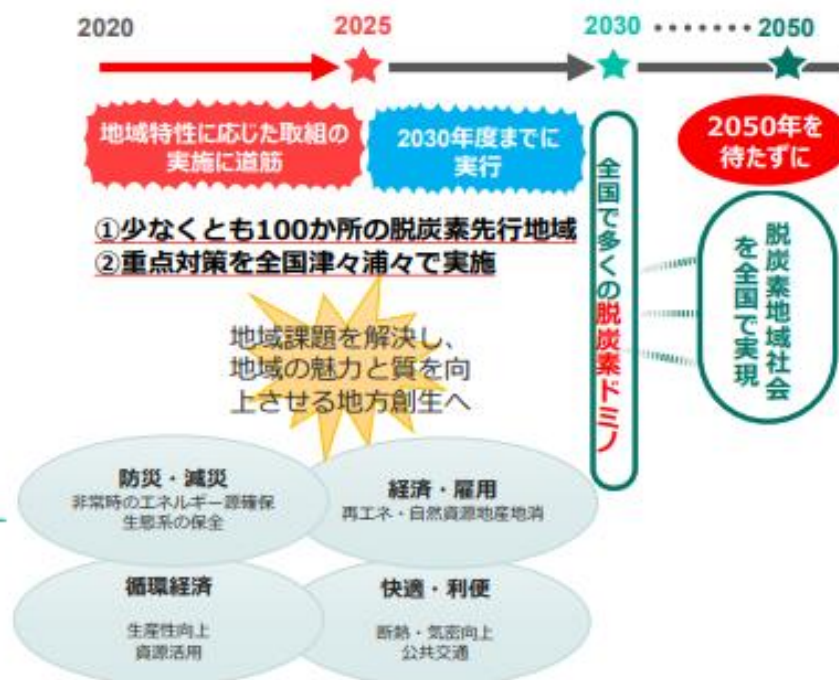 2020
2025
2030
・・・・・・・
2050
地域特性に応じた取組の
実施に道筋
2030年度までに
実行
2050年を
待たずに
①少なくとも100か所の脱炭素先行地域
②重点対策を全国津々浦々で実施
全国で多くの脱炭素ドミノ
脱炭素地域社会
を全国で実現
地域課題を解決し、
地域の魅力と質を向
上させる地方創生へ
防災・減災
非常時のエネルギー源確保
生態系の保全
経済・雇用
再エネ・自然資源地産地消
循環経済
生産性向上
資源活用
快適・利便
断熱・気密向上
公共交通